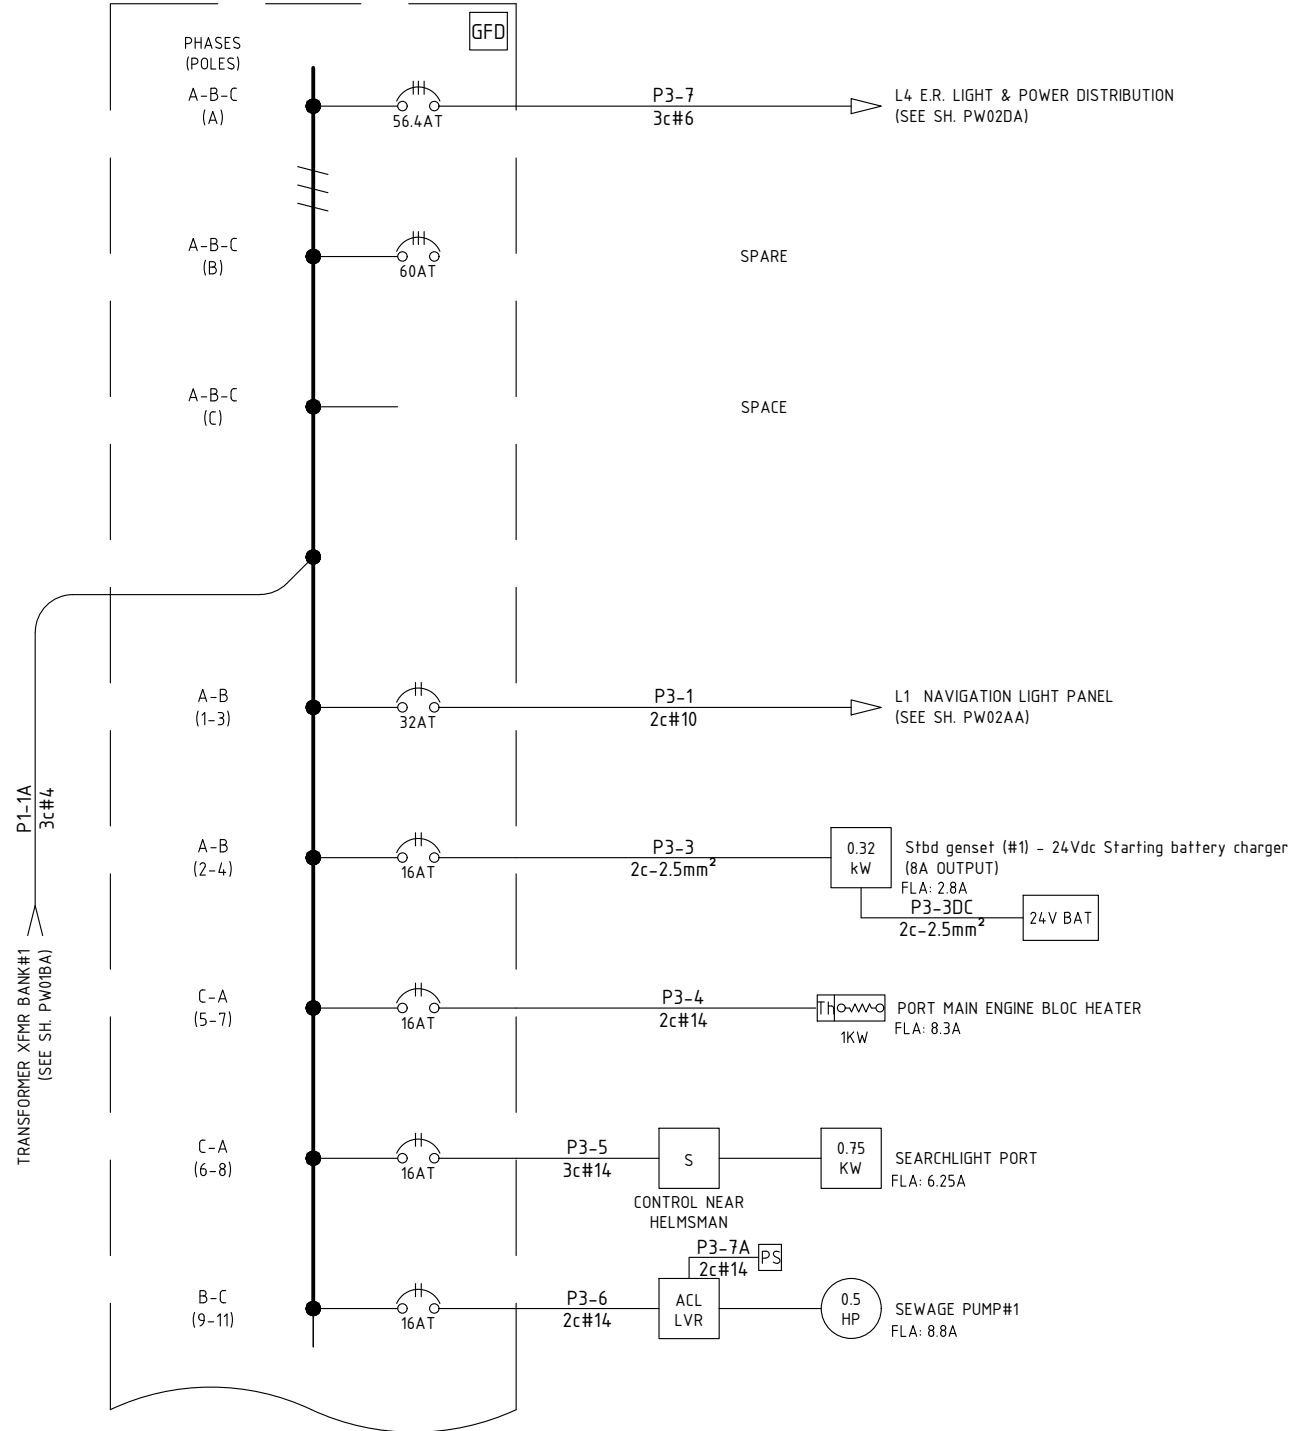 GFD
PHASES
(POLES)
A-B-C
(A)
56.4AT
P3-7
3c#6
L4 E.R. LIGHT & POWER DISTRIBUTION
(SEE SH. PW02DA)
A-B-C
(B)
60AT
SPARE
A-B-C
(C)
SPACE
A-B
(1-3)
32AT
P3-1
2c#10
L1 NAVIGATION LIGHT PANEL
(SEE SH. PW02AA)
P1-1A
3c#4
TRANSFORMER XFMR BANK#1
(SEE SH. PW01BA)
A-B
(2-4)
16AT
P3-3
2c-2.5mm²
0.32
kW
Stbd genset (#1) - 24Vdc Starting battery charger
(8A OUTPUT)
FLA: 2.8A
P3-3DC
2c-2.5mm²
24V BAT
C-A
(5-7)
16AT
P3-4
2c#14
Th
1KW
PORT MAIN ENGINE BLOC HEATER
FLA: 8.3A
C-A
(6-8)
16AT
P3-5
3c#14
S
CONTROL NEAR
HELMSMAN
0.75
KW
SEARCHLIGHT PORT
FLA: 6.25A
P3-7A
2c#14
PS
B-C
(9-11)
16AT
P3-6
2c#14
ACL
LVR
0.5
HP
SEWAGE PUMP#1
FLA: 8.8A